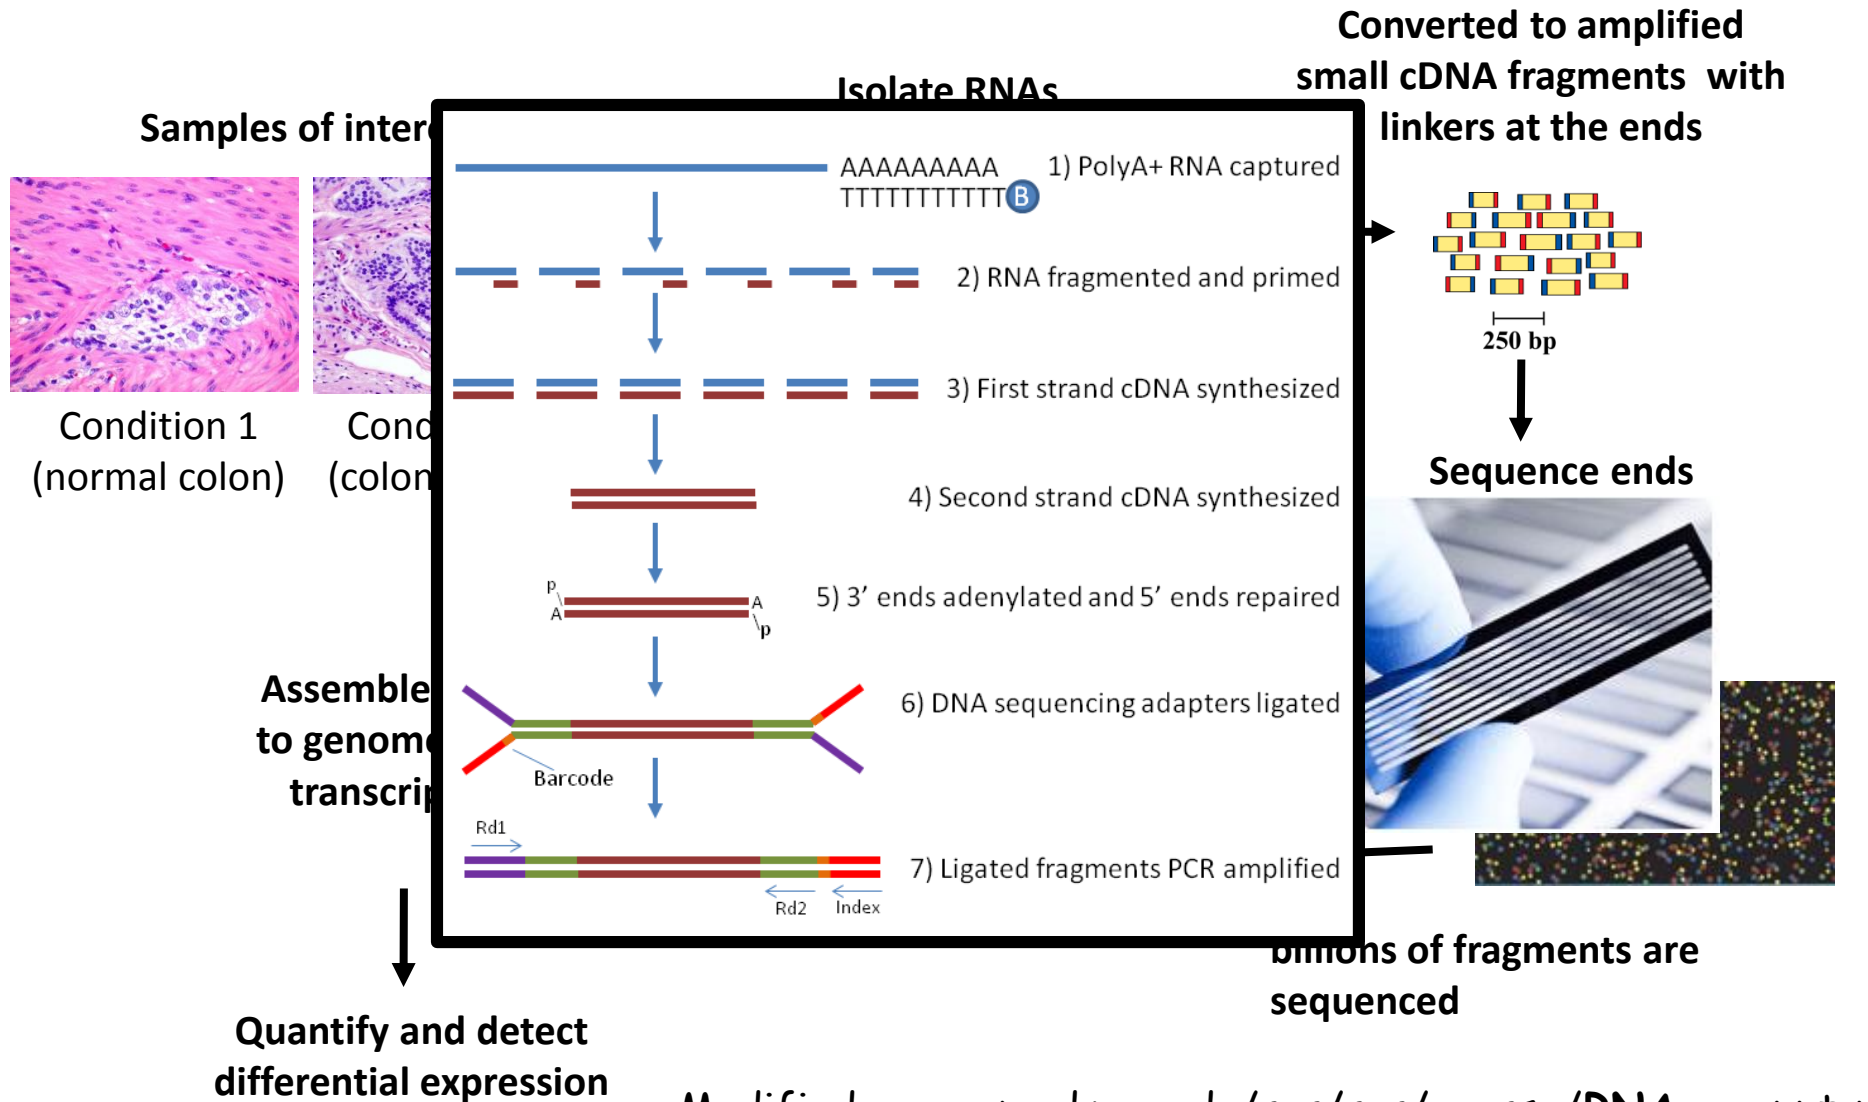 Converted to amplified
small cDNA fragments with
linkers at the ends
Isolate RNAs
Samples of
AAAAAAAAA
TTTTTTTTTTT B
1) PolyA+ RNA captured
2) RNA fragmented and primed
250 bp
3) First strand cDNA synthesized
Condition 1
(normal colon)
Cond
(colon
Sequence ends
4) Second strand cDNA synthesized
p
A
A
p
5) 3’ ends adenylated and 5’ ends repaired
Assemble
to genome
transcrip
6) DNA sequencing adapters ligated
Barcode
Rd1
7) Ligated fragments PCR amplified
Rd2
Index
billions of fragments are
sequenced
Quantify and detect
differential expression